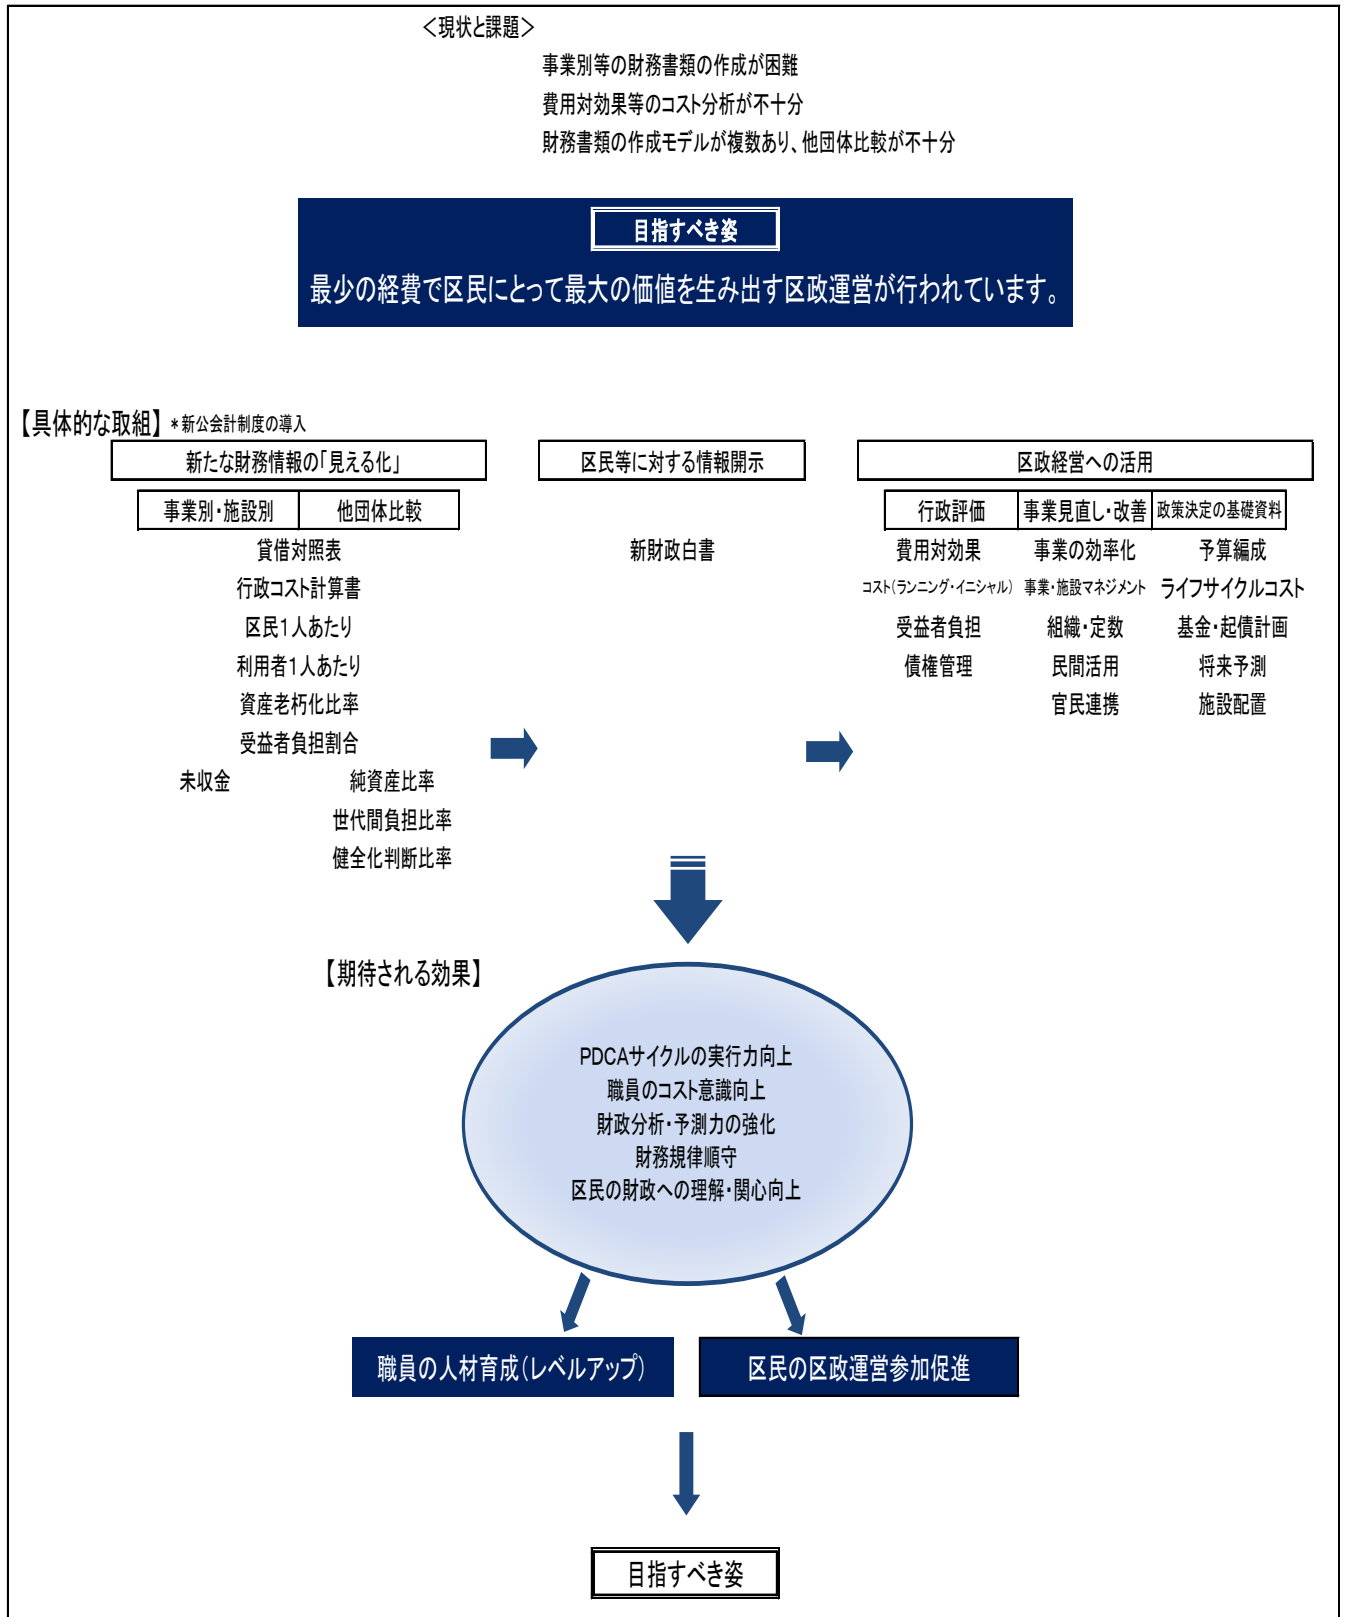 ＜現状と課題＞
事業別等の財務書類の作成が困難
費用対効果等のコスト分析が不十分
財務書類の作成モデルが複数あり、他団体比較が不十分
目指すべき姿
最少の経費で区民にとって最大の価値を生み出す区政運営が行われています。
【具体的な取組】＊新公会計制度の導入
新たな財務情報の「見える化」 区民等に対する情報開示 区政経営への活用
事業別・施設別 他団体比較 行政評価 事業見直し・改善 政策決定の基礎資料
貸借対照表 新財政白書 費用対効果 事業の効率化 予算編成
行政コスト計算書 コスト（ランニング・イニシャル） 事業・施設マネジメント ライフサイクルコスト
区民１人あたり 受益者負担 組織・定数 基金・起債計画
利用者１人あたり 債権管理 民間活用 将来予測
資産老朽化比率 官民連携 施設配置
受益者負担割合
未収金 純資産比率
世代間負担比率
健全化判断比率
【期待される効果】
PDCAサイクルの実行力向上
職員のコスト意識向上
財政分析・予測力の強化
財務規律順守
区民の財政への理解・関心向上
職員の人材育成（レベルアップ） 区民の区政運営参加促進
目指すべき姿